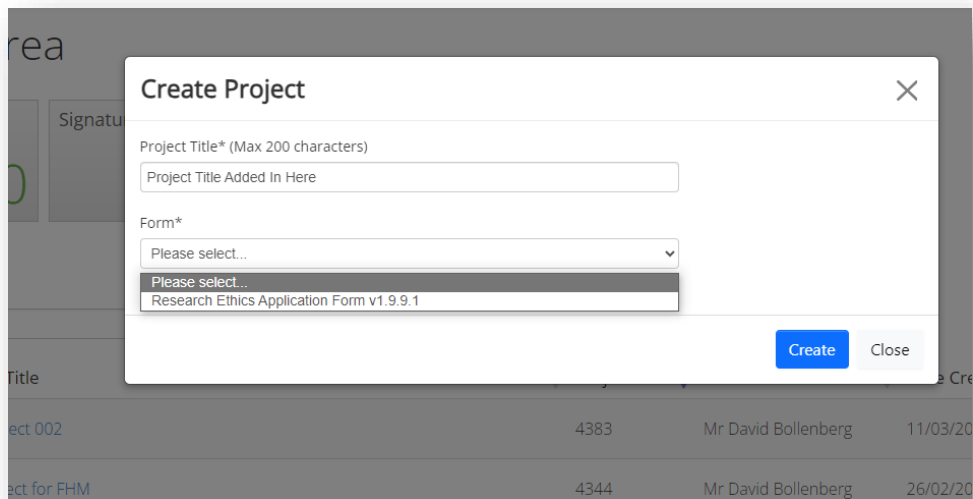 rea
Signatu
0
Create Project
Project Title* (Max 200 characters)
Project Title Added In Here
Form*
Please select...
Please select...
Research Ethics Application Form v1.9.9.1
Create Close
Title e Cre
ect 002 4383 Mr David Bollenberg 11/03/20
ect for FHM 4344 Mr David Bollenberg 26/02/20